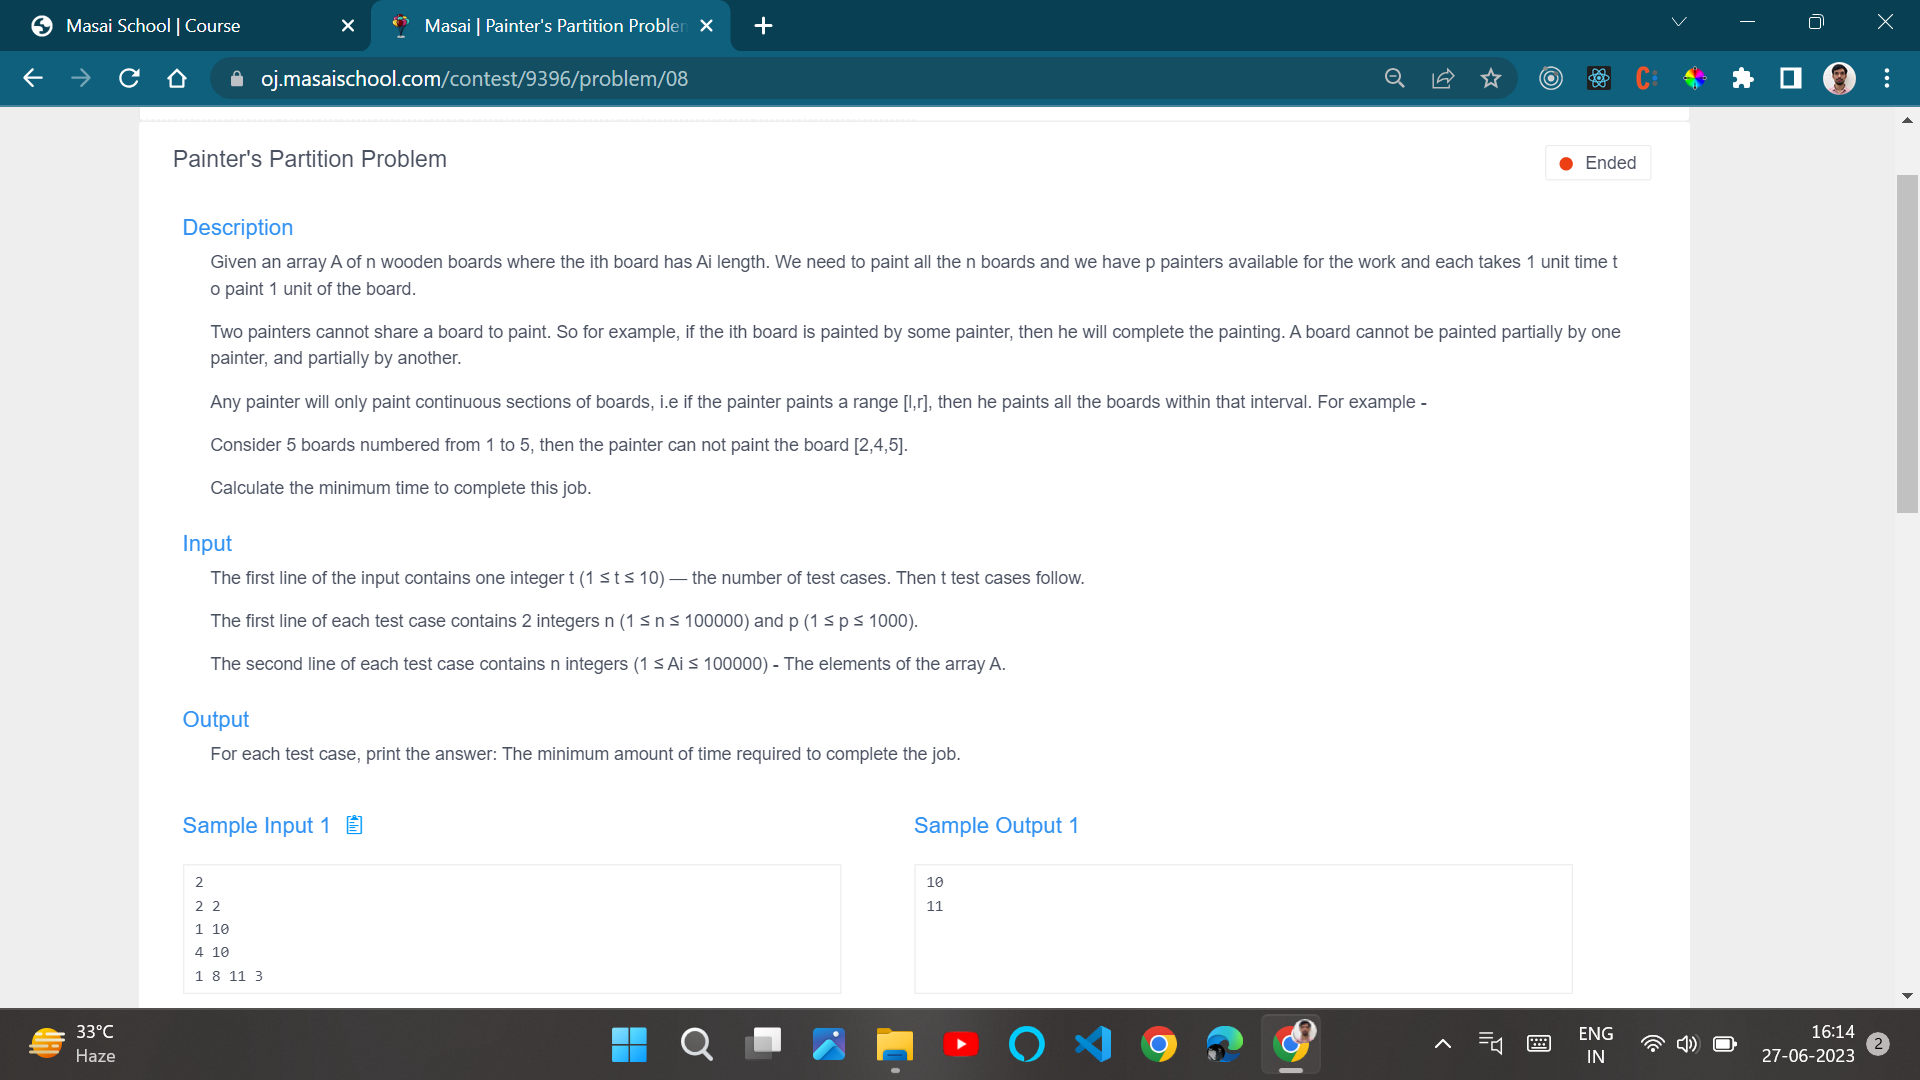 Masai School | Course
Masai | Painter's Partition Problem
oj.masaischool.com/contest/9396/problem/08
Painter's Partition Problem
Ended
Description
Given an array A of n wooden boards where the ith board has Ai length. We need to paint all the n boards and we have p painters available for the work and each takes 1 unit time t
o paint 1 unit of the board.
Two painters cannot share a board to paint. So for example, if the ith board is painted by some painter, then he will complete the painting. A board cannot be painted partially by one
painter, and partially by another.
Any painter will only paint continuous sections of boards, i.e if the painter paints a range [l,r], then he paints all the boards within that interval. For example -
Consider 5 boards numbered from 1 to 5, then the painter can not paint the board [2,4,5].
Calculate the minimum time to complete this job.
Input
The first line of the input contains one integer t (1 ≤ t ≤ 10) — the number of test cases. Then t test cases follow.
The first line of each test case contains 2 integers n (1 ≤ n ≤ 100000) and p (1 ≤ p ≤ 1000).
The second line of each test case contains n integers (1 ≤ Ai ≤ 100000) - The elements of the array A.
Output
For each test case, print the answer: The minimum amount of time required to complete the job.
Sample Input 1
2
2 2
1 10
4 10
1 8 11 3
Sample Output 1
10
11
33°C
Haze
ENG
IN
16:14
27-06-2023
2